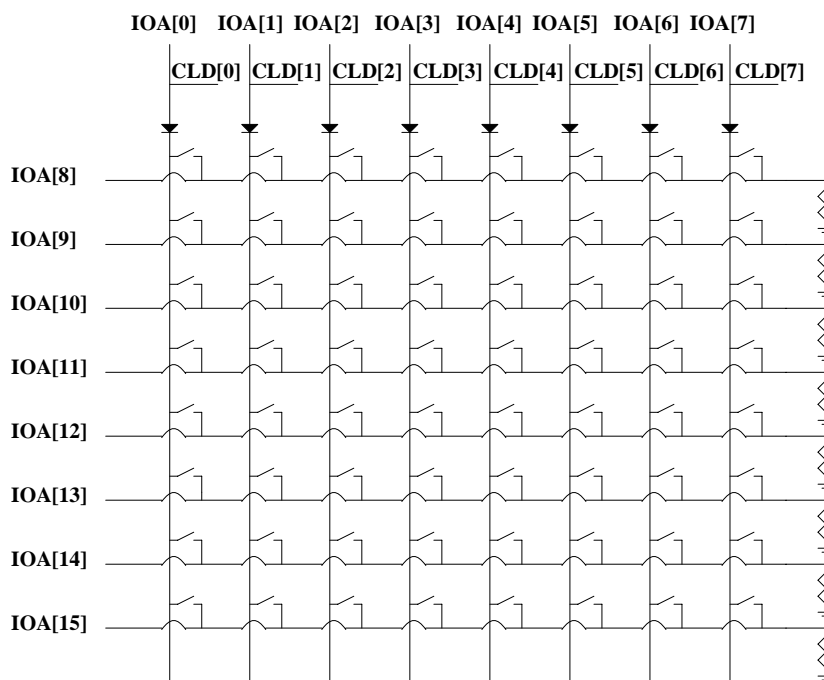 IOA[0] IOA[1] IOA[2] IOA[3] IOA[4] IOA[5] IOA[6] IOA[7]
CLD[0] CLD[1] CLD[2] CLD[3] CLD[4] CLD[5] CLD[6] CLD[7]
IOA[8]
IOA[9]
IOA[10]
IOA[11]
IOA[12]
IOA[13]
IOA[14]
IOA[15]